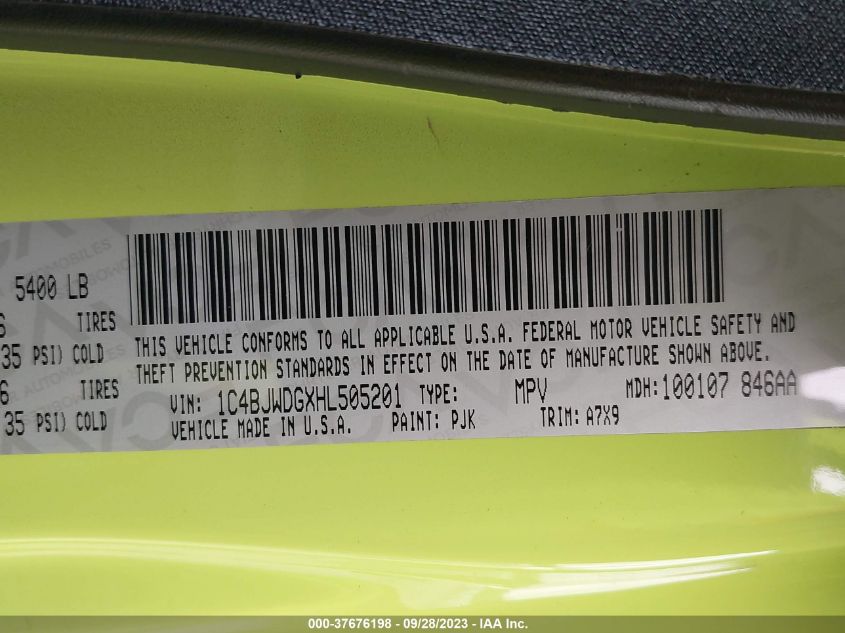 5400 LB
6 TIRES
35 PSI) COLD
6 TIRES
35 PSI) COLD
THIS VEHICLE CONFORMS TO ALL APPLICABLE U.S.A. FEDERAL MOTOR VEHICLE SAFETY AND
THEFT PREVENTION STANDARDS IN EFFECT ON THE DATE OF MANUFACTURE SHOWN ABOVE.
VIN: 1C4BJWDGXHL505201 TYPE: MPV MDH: 100107 846AA
VEHICLE MADE IN U.S.A. PAINT: PJK TRIM: A7X9
000-37676198 - 09/28/2023 - IAA Inc.